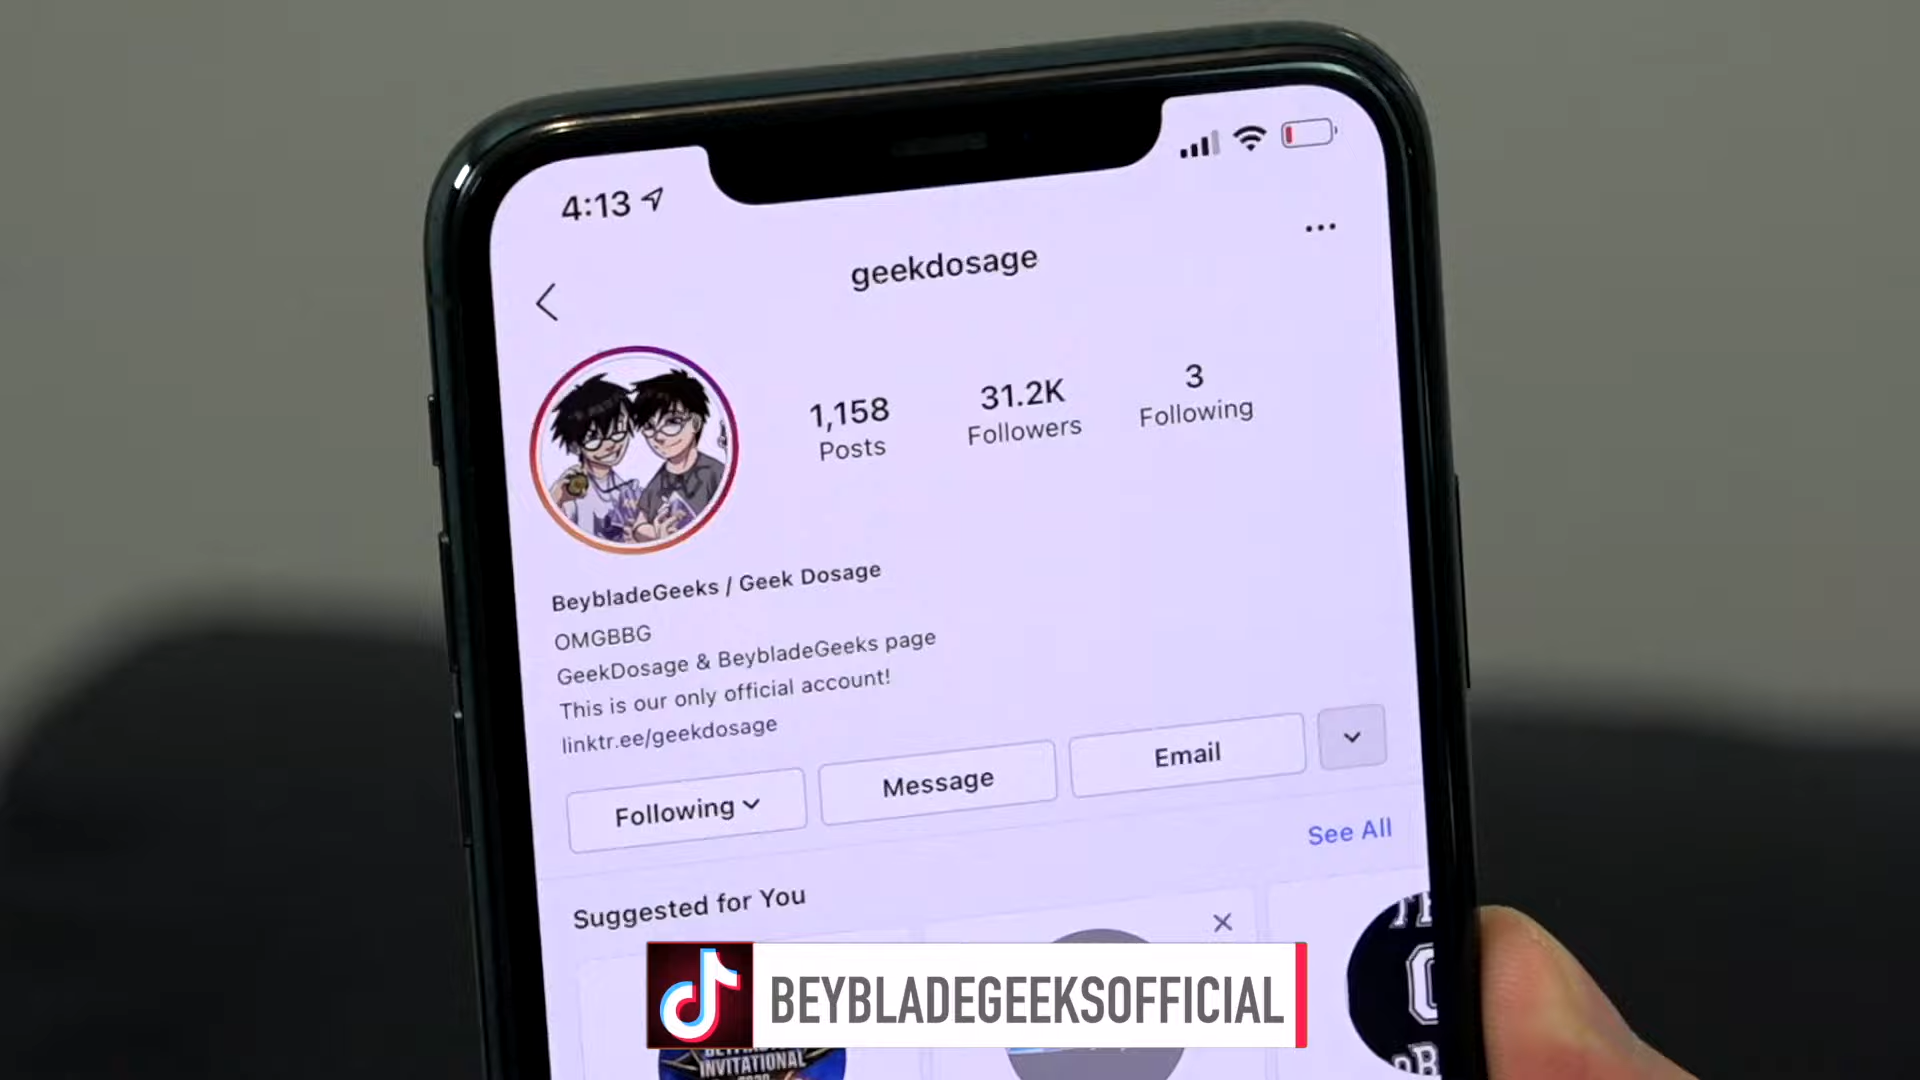 4:13
geekdosage
1,158
Posts
31.2K
Followers
3
Following
BeybladeGeeks / Geek Dosage
OMGBBG
GeekDosage & BeybladeGeeks page
This is our only official account!
linktr.ee/geekdosage
Following
Message
Email
See All
Suggested for You
BEYBLADEGEEKSOFFICIAL
INVITATIONAL